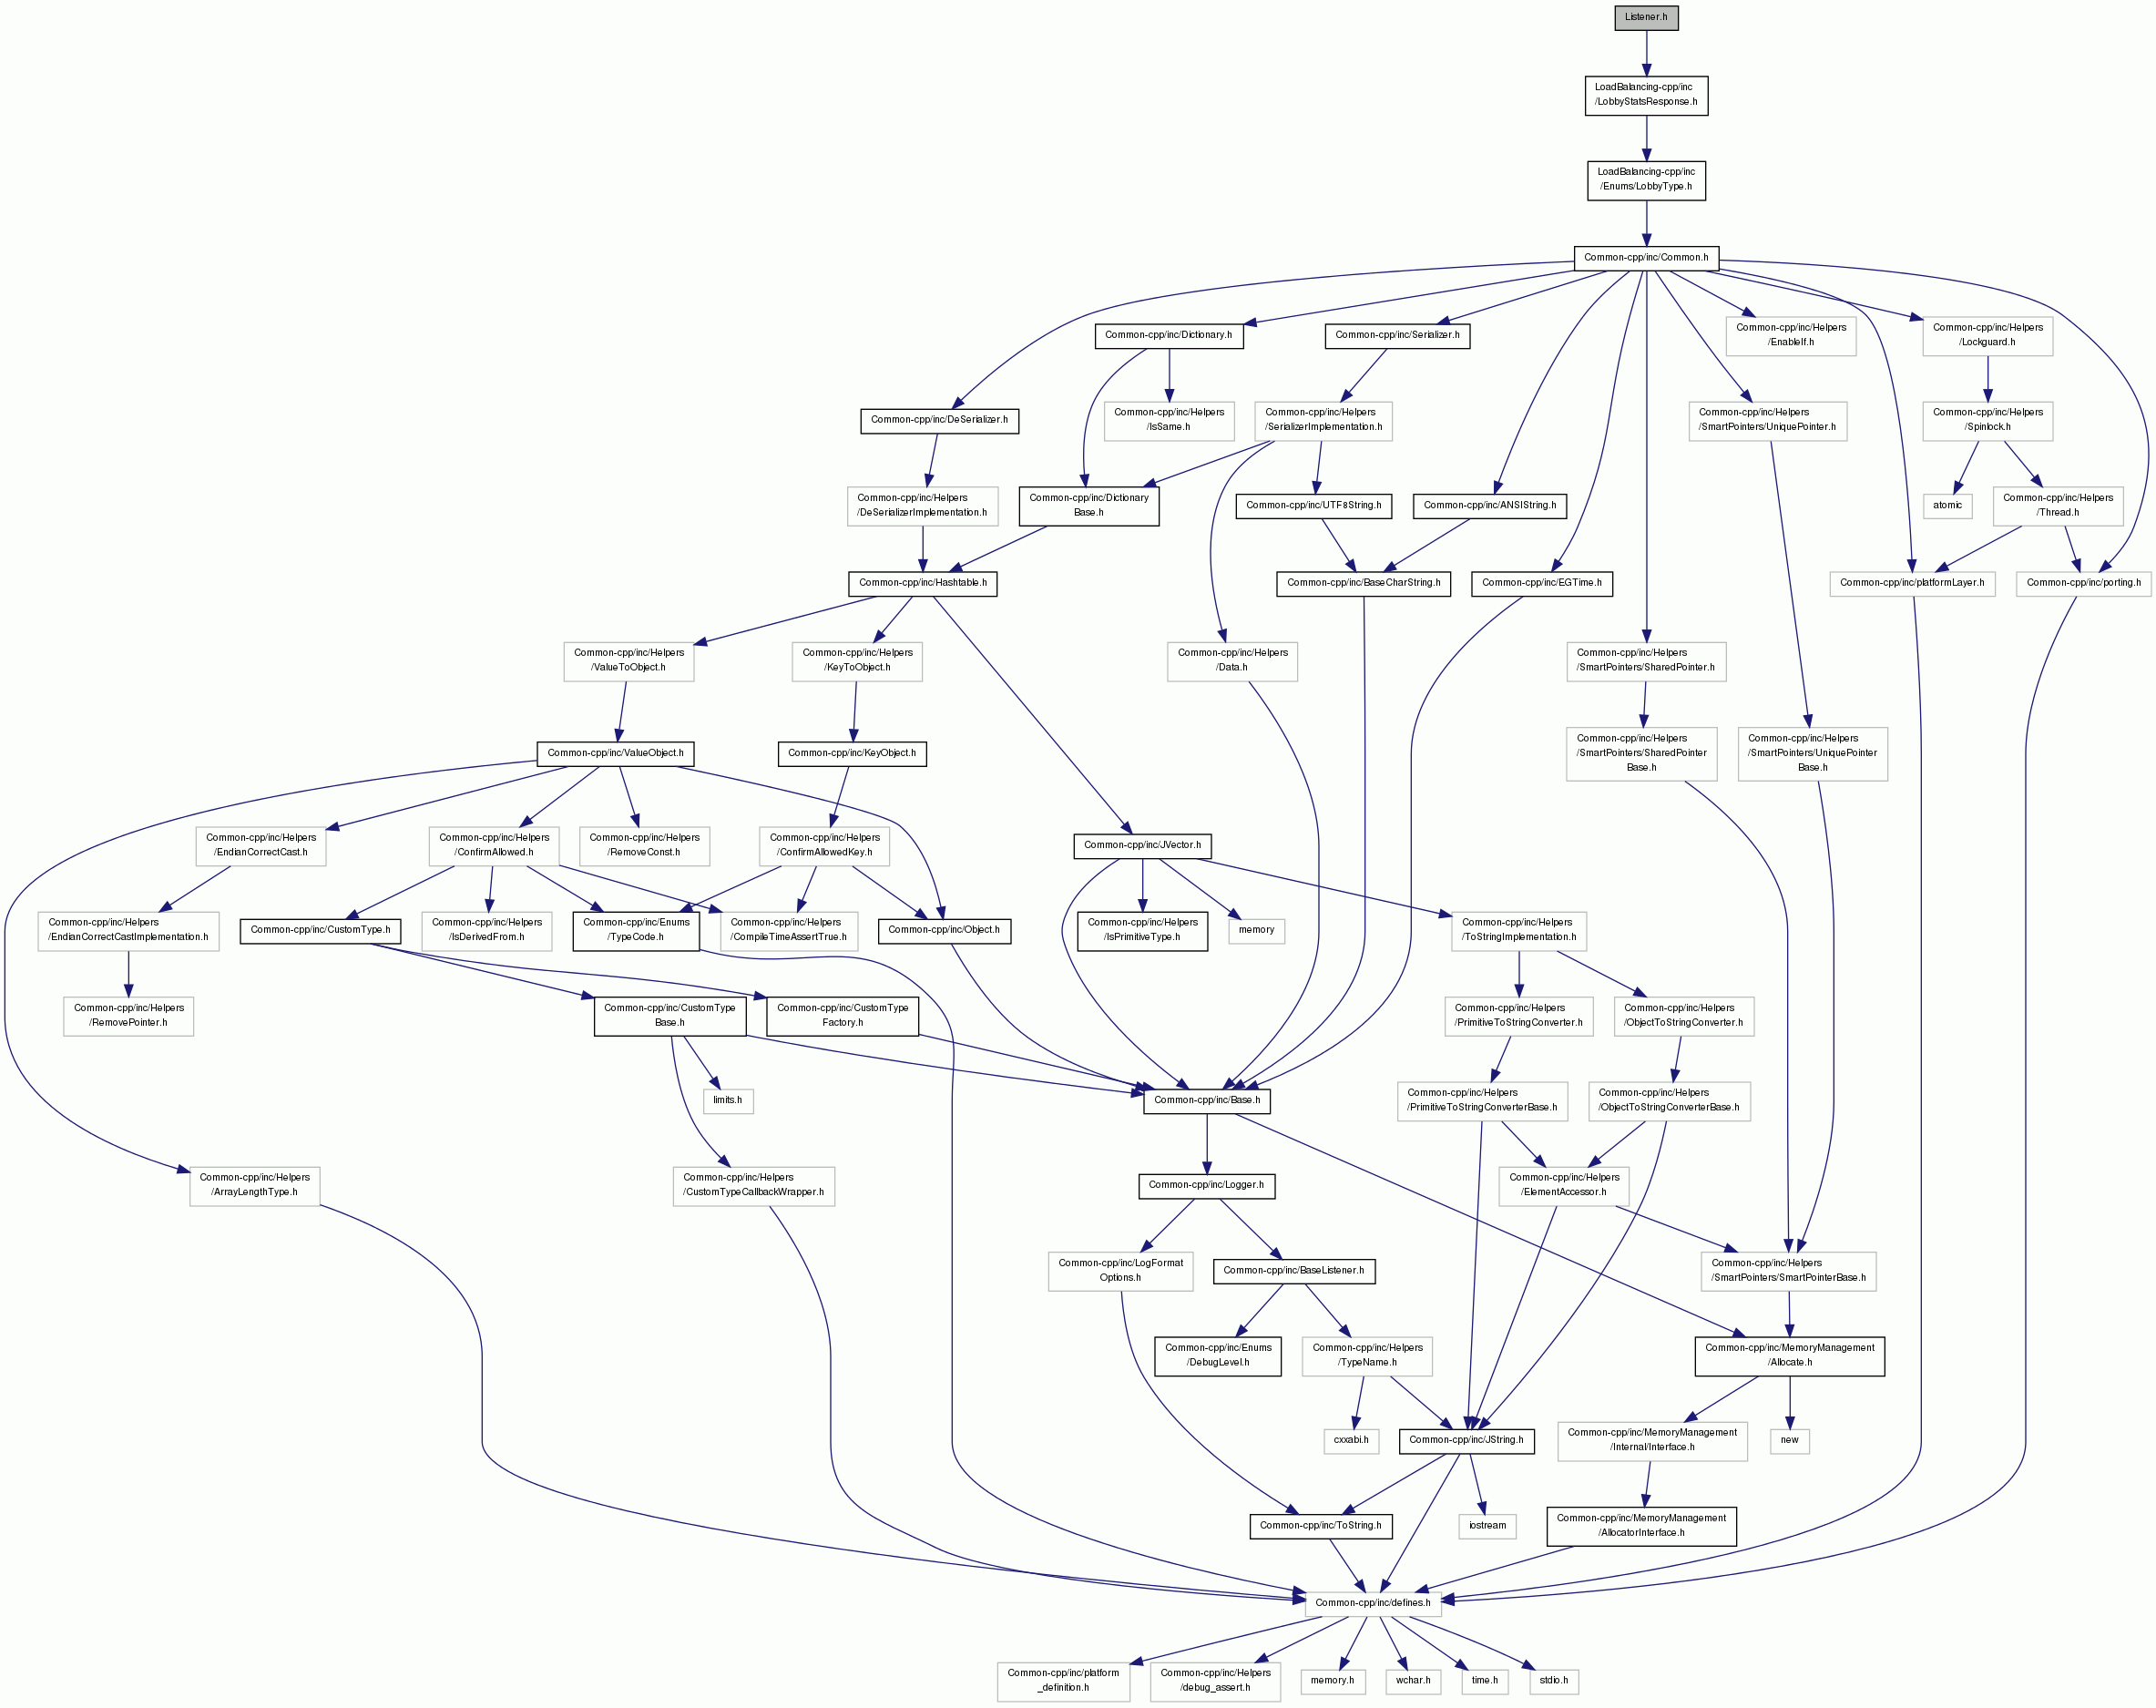 Listener.h
LoadBalancing-cpp/inc
/LobbyStatsResponse.h
LoadBalancing-cpp/inc
/Enums/LobbyType.h
Common-cpp/inc/Common.h
Common-cpp/inc/Dictionary.h
Common-cpp/inc/Serializer.h
Common-cpp/inc/Helpers
/EnableIf.h
Common-cpp/inc/Helpers
/Lockguard.h
Common-cpp/inc/DeSerializer.h
Common-cpp/inc/Helpers
/IsSame.h
Common-cpp/inc/Helpers
/SerializerImplementation.h
Common-cpp/inc/Helpers
/SmartPointers/UniquePointer.h
Common-cpp/inc/Helpers
/Spinlock.h
Common-cpp/inc/Helpers
/DeSerializerImplementation.h
Common-cpp/inc/Dictionary
Base.h
Common-cpp/inc/UTF8String.h
Common-cpp/inc/ANSIString.h
atomic
Common-cpp/inc/Helpers
/Thread.h
Common-cpp/inc/Hashtable.h
Common-cpp/inc/BaseCharString.h
Common-cpp/inc/EGTime.h
Common-cpp/inc/platformLayer.h
Common-cpp/inc/porting.h
Common-cpp/inc/Helpers
/ValueToObject.h
Common-cpp/inc/Helpers
/KeyToObject.h
Common-cpp/inc/Helpers
/Data.h
Common-cpp/inc/Helpers
/SmartPointers/SharedPointer.h
Common-cpp/inc/ValueObject.h
Common-cpp/inc/KeyObject.h
Common-cpp/inc/Helpers
/SmartPointers/SharedPointer
Base.h
Common-cpp/inc/Helpers
/SmartPointers/UniquePointer
Base.h
Common-cpp/inc/Helpers
/EndianCorrectCast.h
Common-cpp/inc/Helpers
/ConfirmAllowed.h
Common-cpp/inc/Helpers
/RemoveConst.h
Common-cpp/inc/Helpers
/ConfirmAllowedKey.h
Common-cpp/inc/JVector.h
Common-cpp/inc/Helpers
/EndianCorrectCastImplementation.h
Common-cpp/inc/CustomType.h
Common-cpp/inc/Helpers
/IsDerivedFrom.h
Common-cpp/inc/Enums
/TypeCode.h
Common-cpp/inc/Helpers
/CompileTimeAssertTrue.h
Common-cpp/inc/Object.h
Common-cpp/inc/Helpers
/IsPrimitiveType.h
memory
Common-cpp/inc/Helpers
/ToStringImplementation.h
Common-cpp/inc/Helpers
/RemovePointer.h
Common-cpp/inc/CustomType
Base.h
Common-cpp/inc/CustomType
Factory.h
Common-cpp/inc/Helpers
/PrimitiveToStringConverter.h
Common-cpp/inc/Helpers
/ObjectToStringConverter.h
limits.h
Common-cpp/inc/Base.h
Common-cpp/inc/Helpers
/PrimitiveToStringConverterBase.h
Common-cpp/inc/Helpers
/ObjectToStringConverterBase.h
Common-cpp/inc/Helpers
/ArrayLengthType.h
Common-cpp/inc/Helpers
/CustomTypeCallbackWrapper.h
Common-cpp/inc/Logger.h
Common-cpp/inc/Helpers
/ElementAccessor.h
Common-cpp/inc/LogFormat
Options.h
Common-cpp/inc/BaseListener.h
Common-cpp/inc/Helpers
/SmartPointers/SmartPointerBase.h
Common-cpp/inc/Enums
/DebugLevel.h
Common-cpp/inc/Helpers
/TypeName.h
Common-cpp/inc/MemoryManagement
/Allocate.h
cxxabi.h
Common-cpp/inc/JString.h
Common-cpp/inc/MemoryManagement
/Internal/Interface.h
new
Common-cpp/inc/ToString.h
iostream
Common-cpp/inc/MemoryManagement
/AllocatorInterface.h
Common-cpp/inc/defines.h
Common-cpp/inc/platform
_definition.h
Common-cpp/inc/Helpers
/debug_assert.h
memory.h
wchar.h
time.h
stdio.h